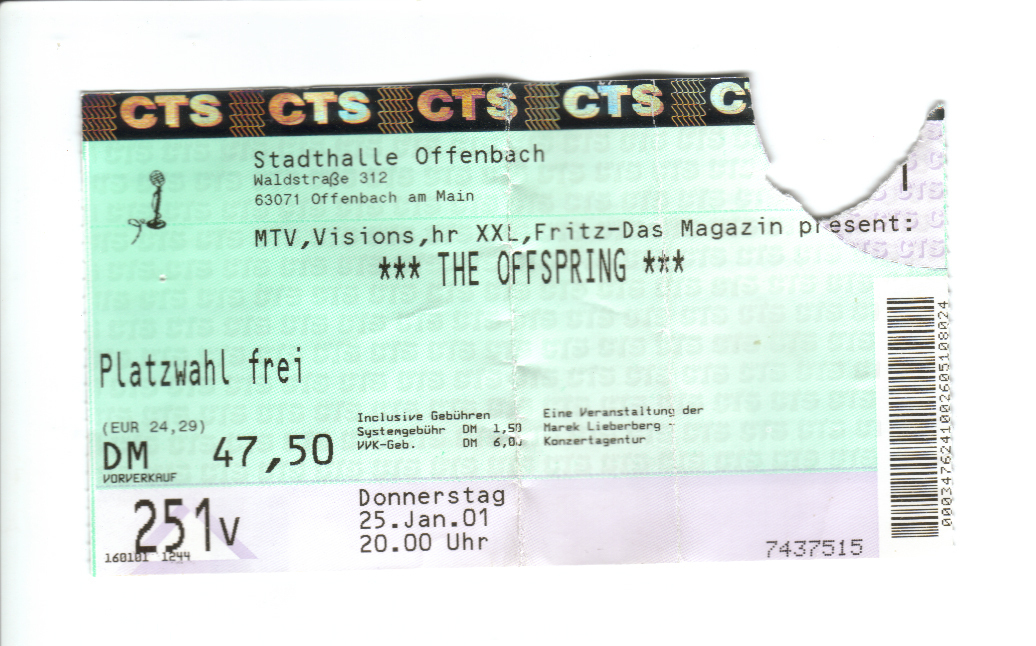 CTS CTS CTS CTS C
Stadthalle Offenbach
Waldstraße 312
63071 Offenbach am Main
MTV,Visions,hr XXL,Fritz-Das Magazin present:
*** THE OFFSPRING ***
Platzwahl frei
(EUR 24,29)
DM 47,50
VORVERKAUF
Inclusive Gebühren
Systemgebühr DM 1,50
VVK-Geb. DM 6,00
Eine Veranstaltung der
Marek Lieberberg -
Konzertagentur
251v
160101 1244
Donnerstag
25.Jan.01
20.00 Uhr
7437515
0003476241002605108024